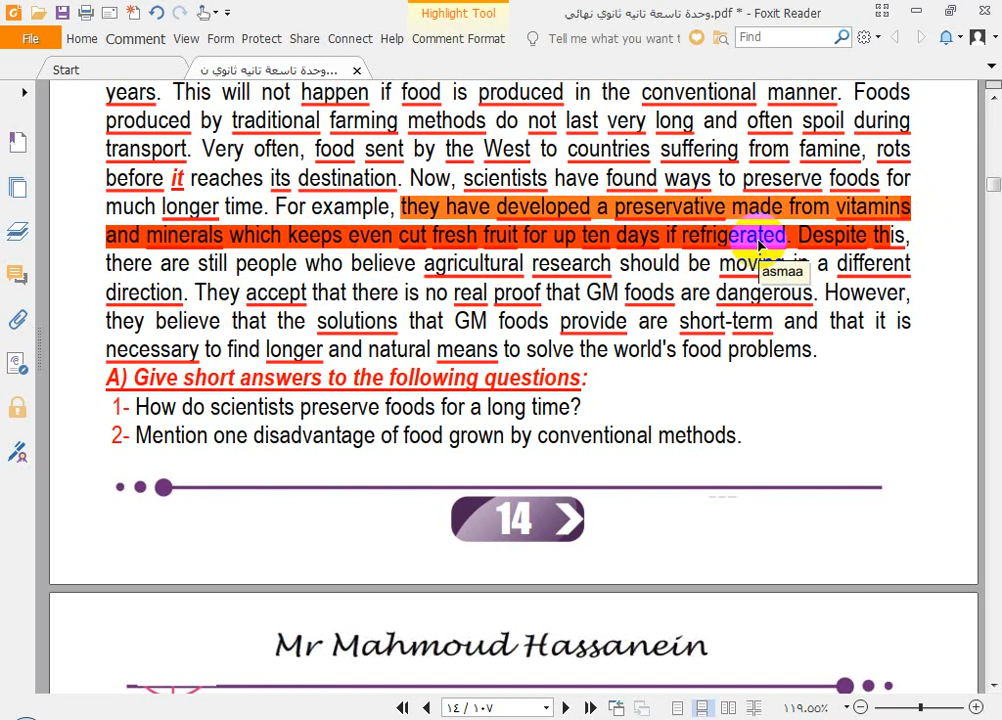 وحدة تاسعة تانيه ثانوي نهائي.pdf * - Foxit Reader
Highlight Tool
File Home Comment View Form Protect Share Connect Help Comment Format Tell me what you want t Find
Start
وحدة تاسعة تانيه ثانوي ن...
years. This will not happen if food is produced in the conventional manner. Foods
produced by traditional farming methods do not last very long and often spoil during
transport. Very often, food sent by the West to countries suffering from famine, rots
before it reaches its destination. Now, scientists have found ways to preserve foods for
much longer time. For example, they have developed a preservative made from vitamins
and minerals which keeps even cut fresh fruit for up ten days if refrigerated. Despite this,
there are still people who believe agricultural research should be moving in a different
asmaa
direction. They accept that there is no real proof that GM foods are dangerous. However,
they believe that the solutions that GM foods provide are short-term and that it is
necessary to find longer and natural means to solve the world's food problems.
A) Give short answers to the following questions:
1- How do scientists preserve foods for a long time?
2- Mention one disadvantage of food grown by conventional methods.
14
Mr Mahmoud Hassanein
١٤ / ١٠٧
١١٩.٥٥%